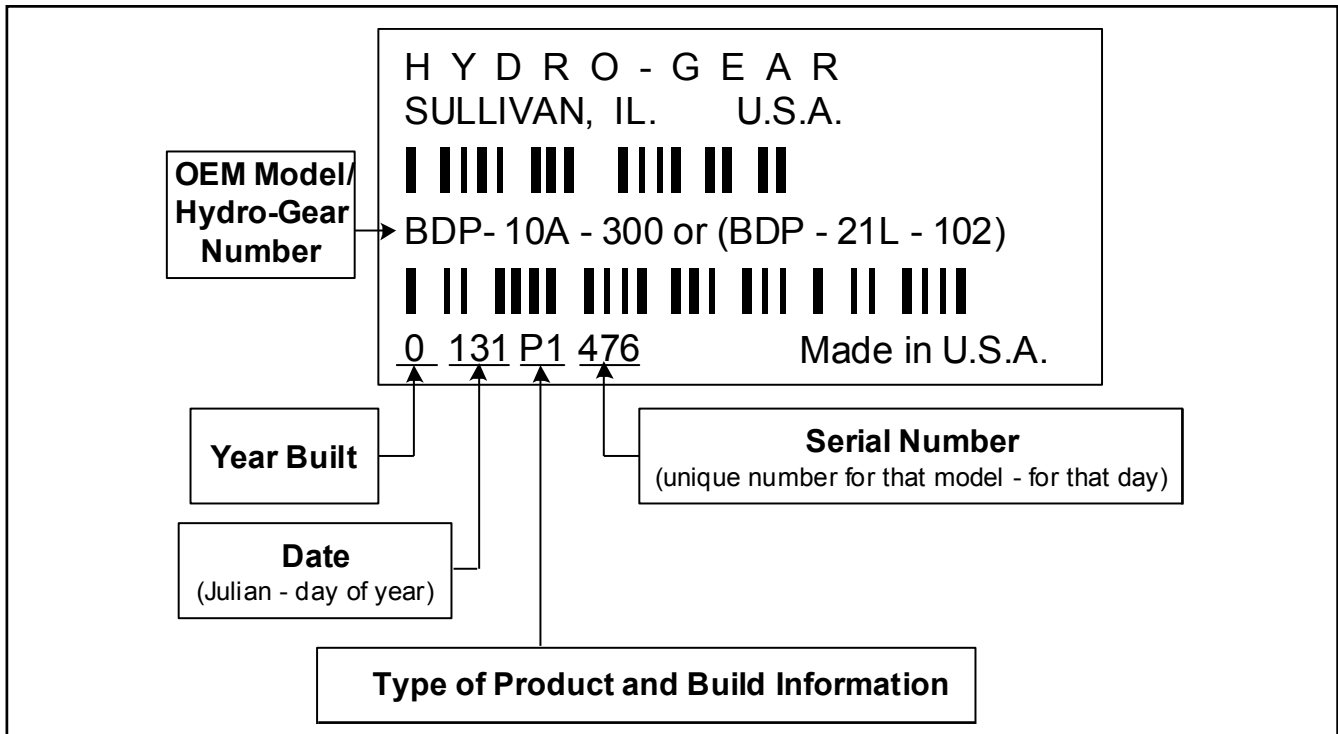 H Y D R O - G E A R
SULLIVAN, IL. U.S.A.
OEM Model/
Hydro-Gear
Number
BDP- 10A - 300 or (BDP - 21L - 102)
0 131 P1 476 Made in U.S.A.
Year Built
Serial Number
(unique number for that model - for that day)
Date
(Julian - day of year)
Type of Product and Build Information